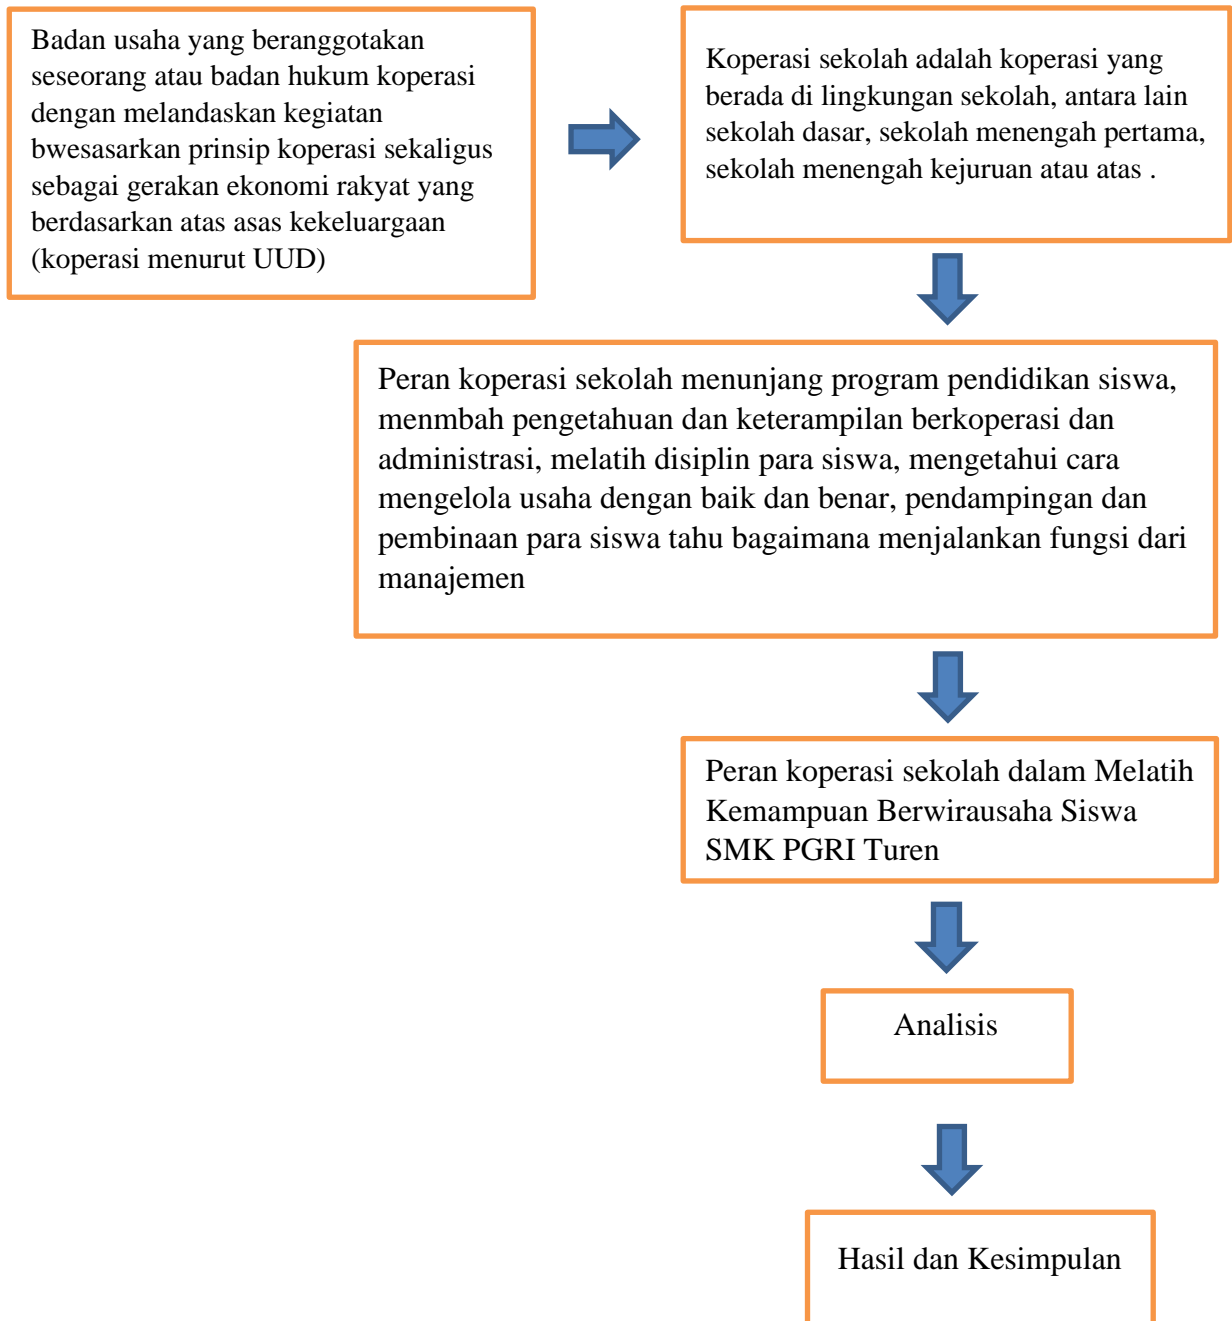 Badan usaha yang beranggotakan
seseorang atau badan hukum koperasi
dengan melandaskan kegiatan
bwesasarkan prinsip koperasi sekaligus
sebagai gerakan ekonomi rakyat yang
berdasarkan atas asas kekeluargaan
(koperasi menurut UUD)
Koperasi sekolah adalah koperasi yang
berada di lingkungan sekolah, antara lain
sekolah dasar, sekolah menengah pertama,
sekolah menengah kejuruan atau atas .
Peran koperasi sekolah menunjang program pendidikan siswa,
menmbah pengetahuan dan keterampilan berkoperasi dan
administrasi, melatih disiplin para siswa, mengetahui cara
mengelola usaha dengan baik dan benar, pendampingan dan
pembinaan para siswa tahu bagaimana menjalankan fungsi dari
manajemen
Peran koperasi sekolah dalam Melatih
Kemampuan Berwirausaha Siswa
SMK PGRI Turen
Analisis
Hasil dan Kesimpulan